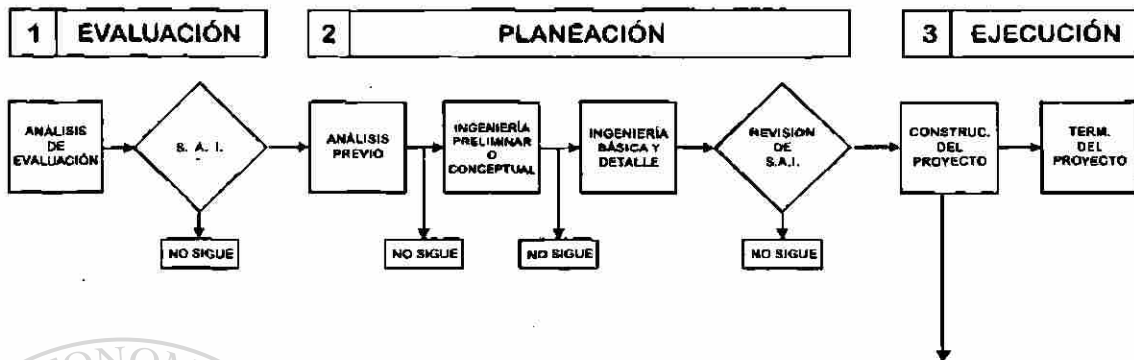 1 EVALUACIÓN
2 PLANEACIÓN
3 EJECUCIÓN
ANÁLISIS
DE
EVALUACIÓN
S. A. I.
ANÁLISIS
PREVIO
INGENIERÍA
PRELIMINAR
O
CONCEPTUAL
INGENIERÍA
BÁSICA Y
DETALLE
REVISION
DE
S.A.I.
CONSTRUC.
DEL
PROYECTO
TERM.
DEL
PROYECTO
NO SIGUE
NO SIGUE
NO SIGUE
NO SIGUE